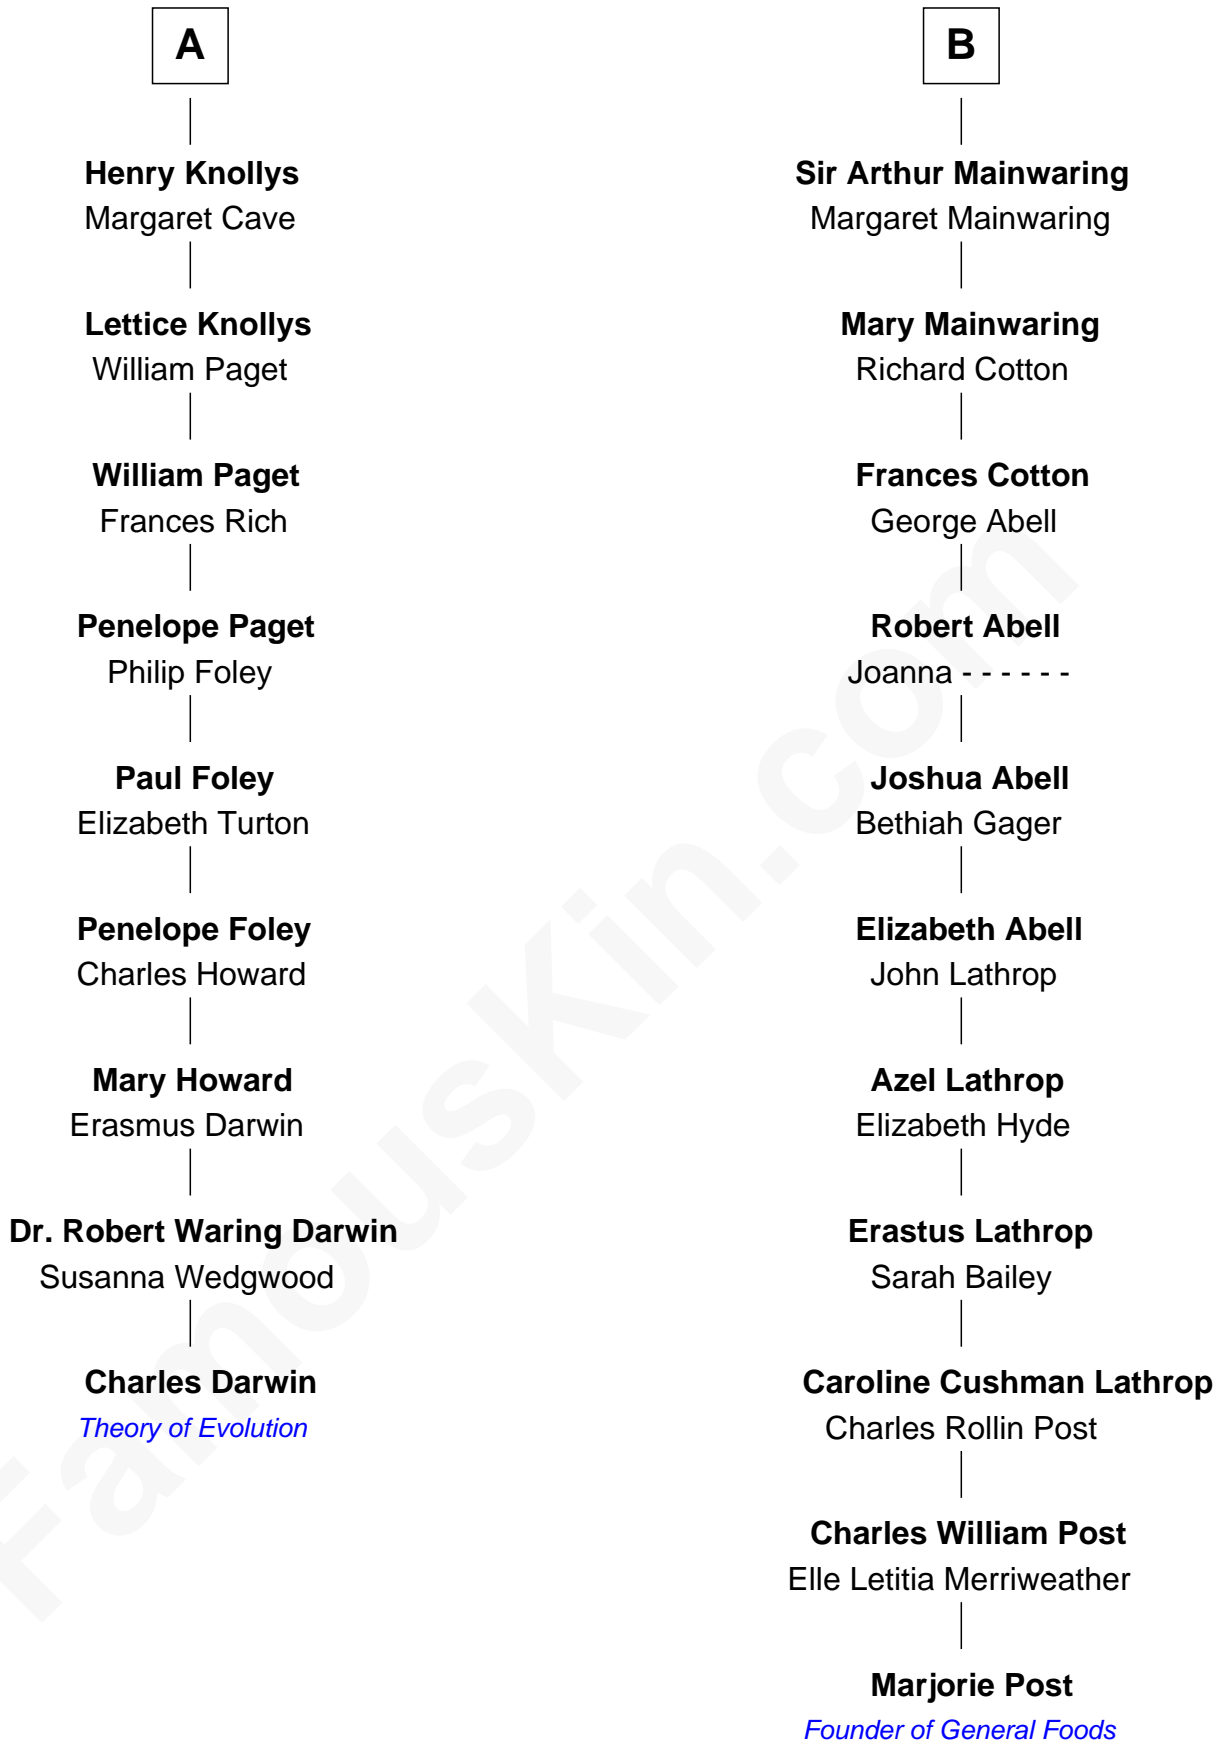 A
Henry Knollys
Margaret Cave
Lettice Knollys
William Paget
William Paget
Frances Rich
Penelope Paget
Philip Foley
Paul Foley
Elizabeth Turton
Penelope Foley
Charles Howard
Mary Howard
Erasmus Darwin
Dr. Robert Waring Darwin
Susanna Wedgwood
Charles Darwin
Theory of Evolution
B
Sir Arthur Mainwaring
Margaret Mainwaring
Mary Mainwaring
Richard Cotton
Frances Cotton
George Abell
Robert Abell
Joanna - - - - - -
Joshua Abell
Bethiah Gager
Elizabeth Abell
John Lathrop
Azel Lathrop
Elizabeth Hyde
Erastus Lathrop
Sarah Bailey
Caroline Cushman Lathrop
Charles Rollin Post
Charles William Post
Elle Letitia Merriweather
Marjorie Post
Founder of General Foods
FamousKin.com